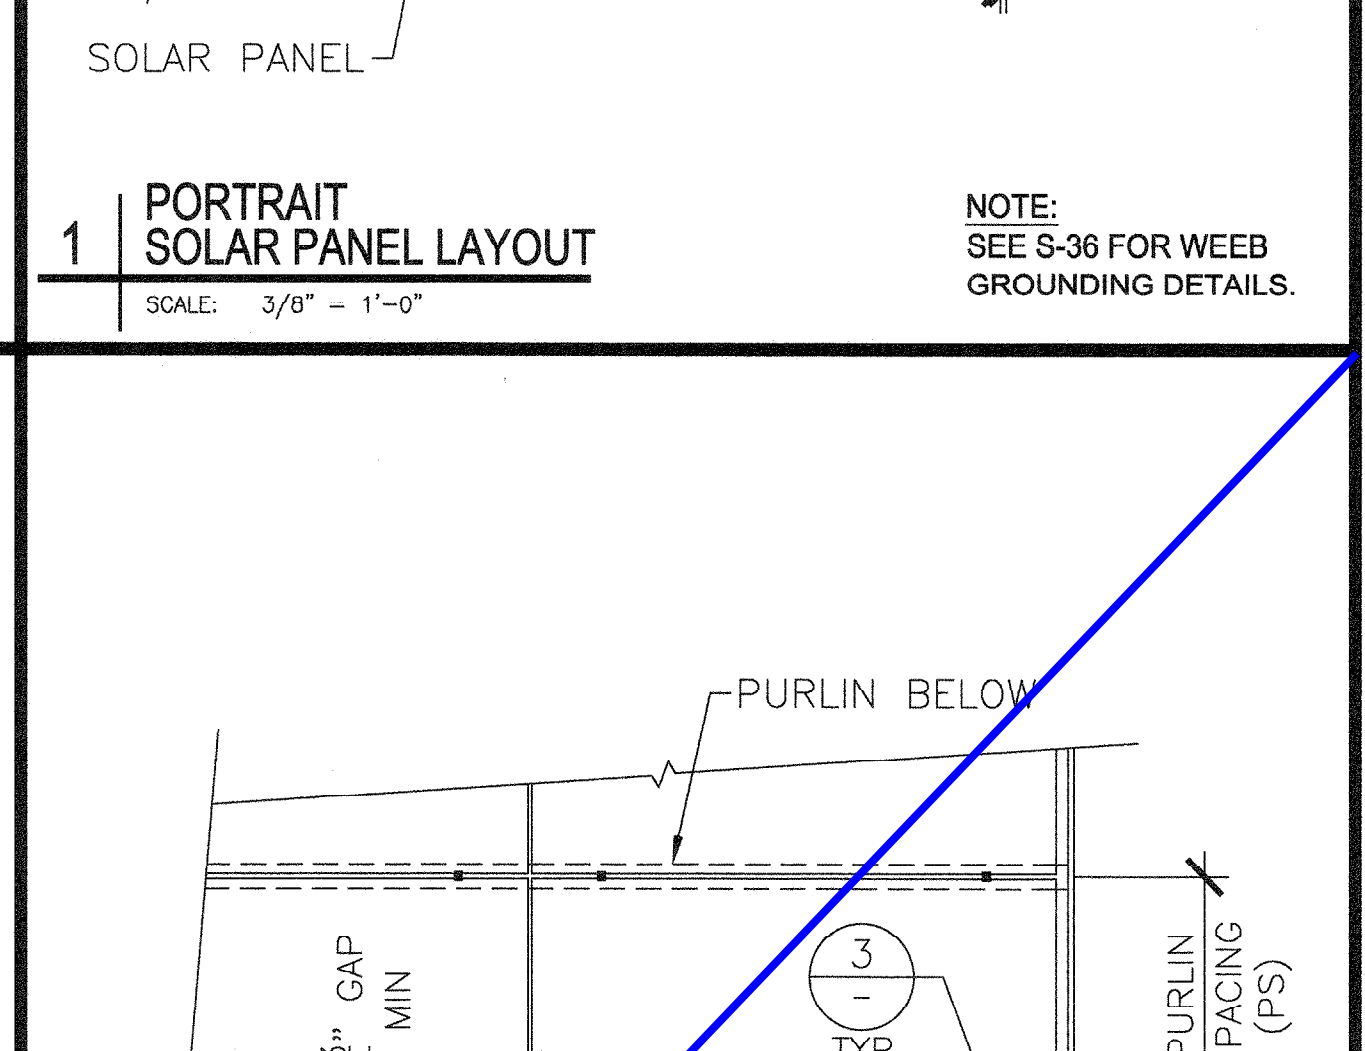 SOLAR PANEL
1
PORTRAIT
SOLAR PANEL LAYOUT
SCALE: 3/8" = 1'-0"
NOTE:
SEE S-36 FOR WEEB
GROUNDING DETAILS.
PURLIN BELOW
3
-
TYP
GAP
MIN
PURLIN
PACING
(PS)